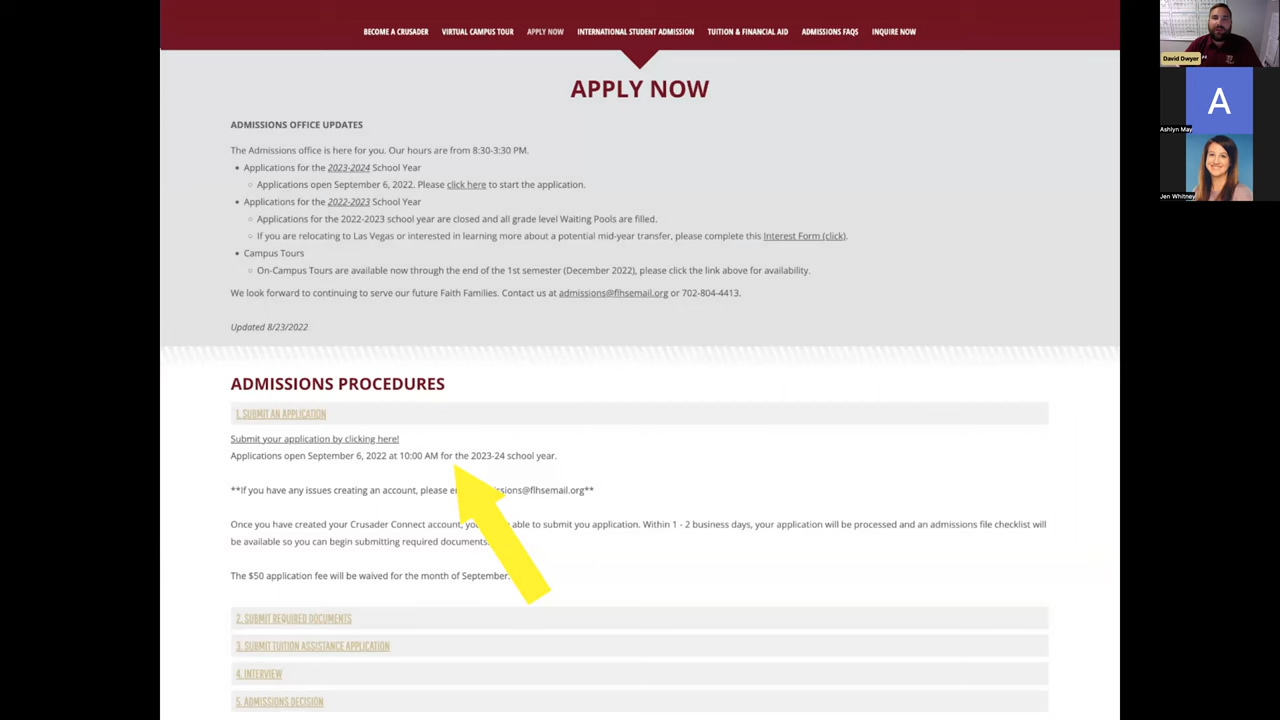 BECOME A CRUSADER VIRTUAL CAMPUS TOUR APPLY NOW INTERNATIONAL STUDENT ADMISSION TUITION & FINANCIAL AID ADMISSIONS FAQS INQUIRE NOW
APPLY NOW
ADMISSIONS OFFICE UPDATES
The Admissions office is here for you. Our hours are from 8:30-3:30 PM.
Applications for the 2023-2024 School Year
Applications open September 6, 2022. Please click here to start the application.
Applications for the 2022-2023 School Year
Applications for the 2022-2023 school year are closed and all grade level Waiting Pools are filled.
If you are relocating to Las Vegas or interested in learning more about a potential mid-year transfer, please complete this Interest Form (click).
Campus Tours
On-Campus Tours are available now through the end of the 1st semester (December 2022), please click the link above for availability.
We look forward to continuing to serve our future Faith Families. Contact us at admissions@flhsemail.org or 702-804-4413.
Updated 8/23/2022
ADMISSIONS PROCEDURES
1. SUBMIT AN APPLICATION
Submit your application by clicking here!
Applications open September 6, 2022 at 10:00 AM for the 2023-24 school year.
**If you have any issues creating an account, please em ssions@flhsemail.org**
Once you have created your Crusader Connect account, yo able to submit you application. Within 1 - 2 business days, your application will be processed and an admissions file checklist will
be available so you can begin submitting required documents.
The $50 application fee will be waived for the month of September.
2. SUBMIT REQUIRED DOCUMENTS
3. SUBMIT TUITION ASSISTANCE APPLICATION
4. INTERVIEW
5. ADMISSIONS DECISION
David Dwyer
A
Ashlyn May
Jen Whitney